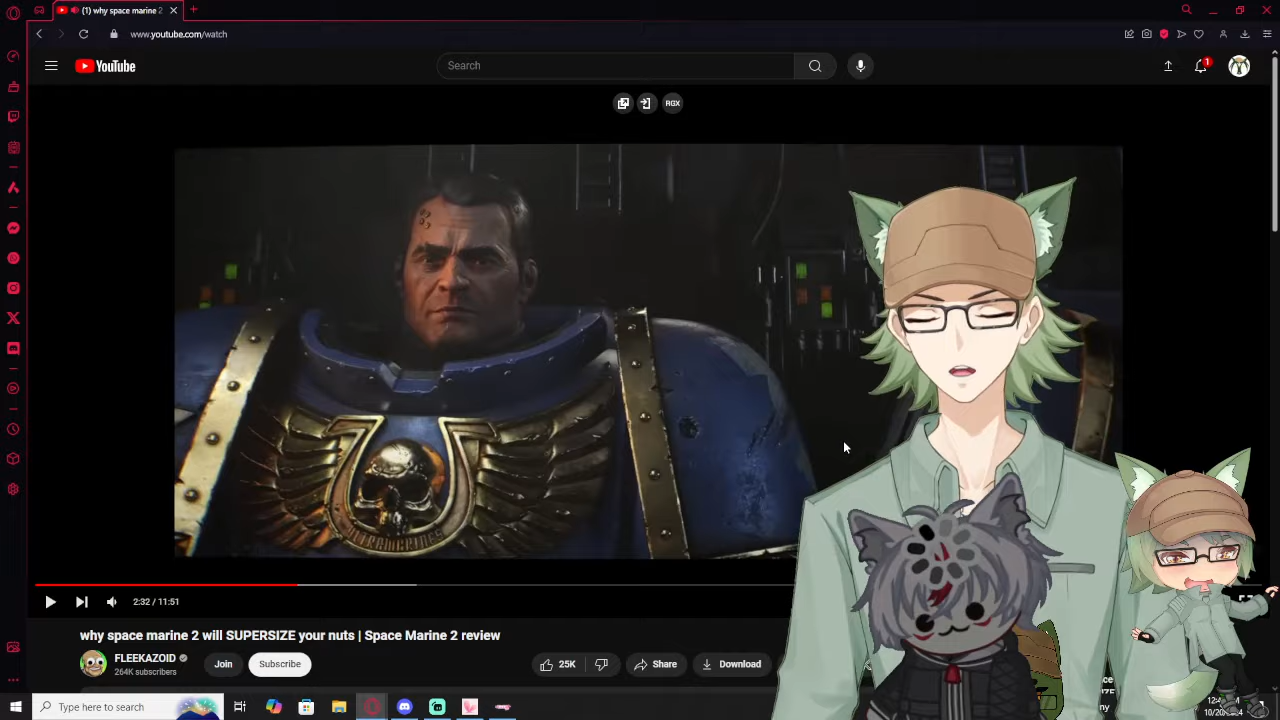 (1) why space marine 2
www.youtube.com/watch
YouTube
Search
1
RGX
ULTRAMARINES
2:32 / 11:51
why space marine 2 will SUPERSIZE your nuts | Space Marine 2 review
FLEEKAZOID
264K subscribers
Join
Subscribe
25K
Share
Download
Type here to search